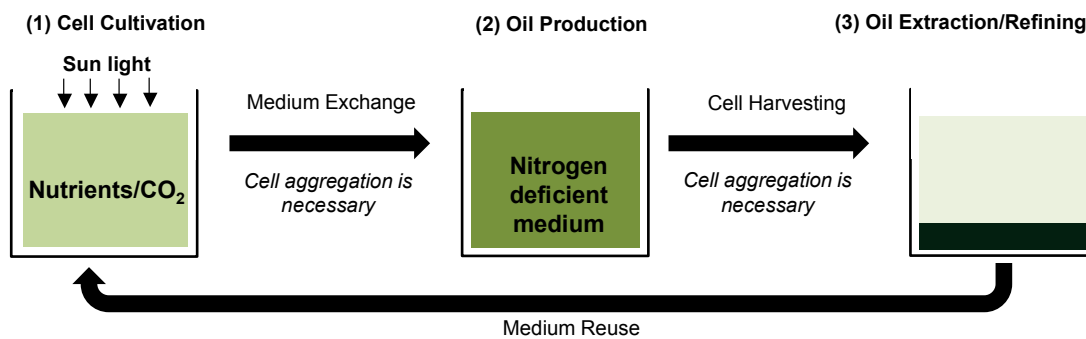 (1) Cell Cultivation
(2) Oil Production
(3) Oil Extraction/Refining
Sun light
Medium Exchange
Cell Harvesting
Nutrients/CO₂
Nitrogen
deficient
medium
Cell aggregation is
necessary
Cell aggregation is
necessary
Medium Reuse